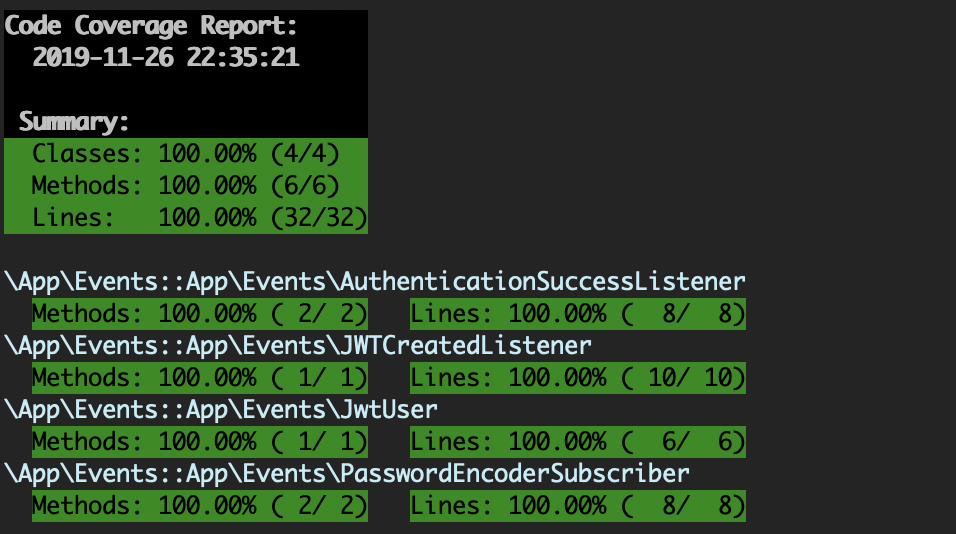 Code Coverage Report:
  2019-11-26 22:35:21

 Summary:
  Classes: 100.00% (4/4)
  Methods: 100.00% (6/6)
  Lines:   100.00% (32/32)

\App\Events::App\Events\AuthenticationSuccessListener
  Methods: 100.00% ( 2/ 2)   Lines: 100.00% (  8/  8)
\App\Events::App\Events\JWTCreatedListener
  Methods: 100.00% ( 1/ 1)   Lines: 100.00% ( 10/ 10)
\App\Events::App\Events\JwtUser
  Methods: 100.00% ( 1/ 1)   Lines: 100.00% (  6/  6)
\App\Events::App\Events\PasswordEncoderSubscriber
  Methods: 100.00% ( 2/ 2)   Lines: 100.00% (  8/  8)